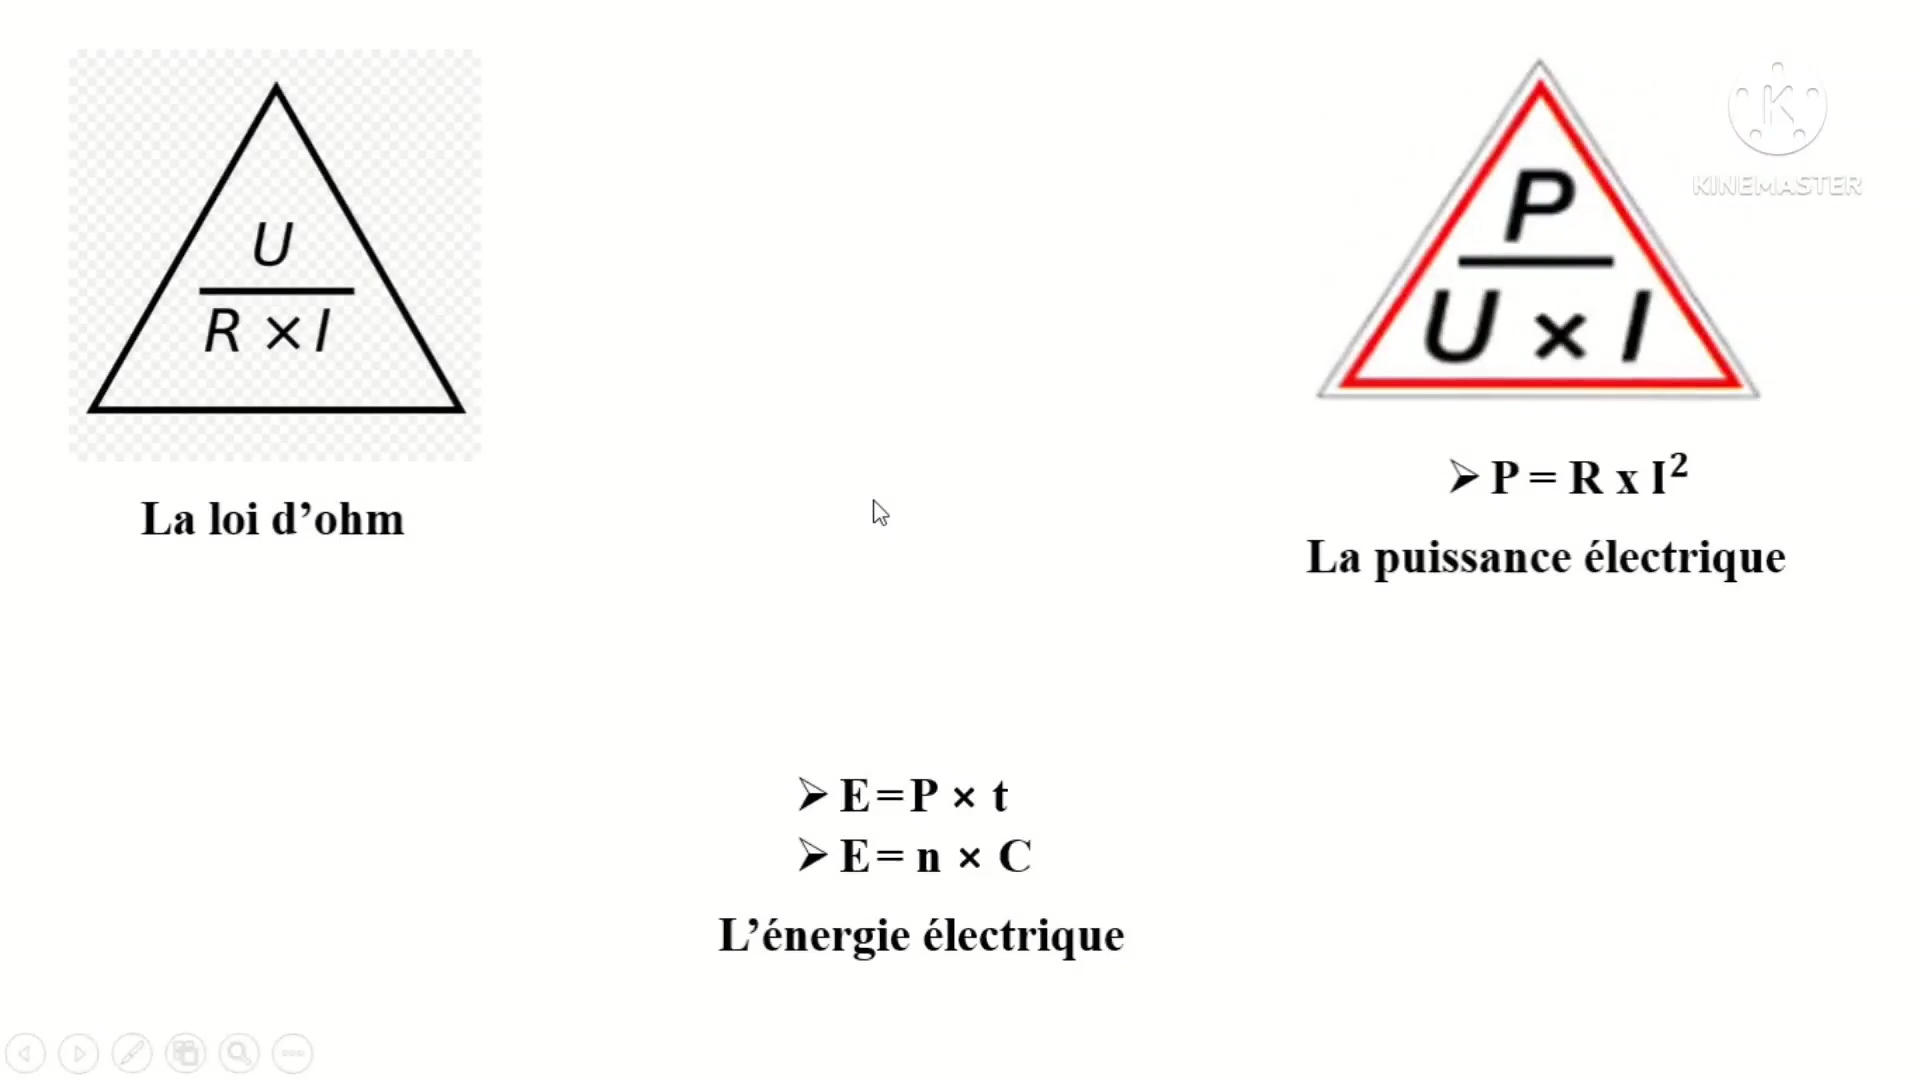 U
R × I
La loi d’ohm
P
U × I
KINEMASTER
➢ P = R x I²
La puissance électrique
➢ E=P × t
➢ E= n × C
L’énergie électrique